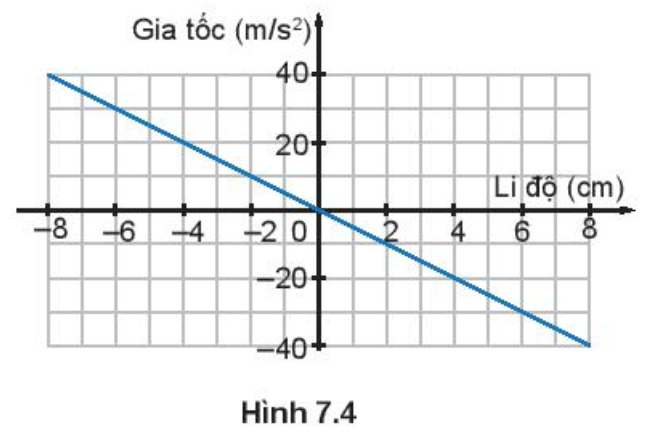 Gia tốc (m/s²)
40
20
Li độ (cm)
–8 –6 –4 –2 0 2 4 6 8
–20
–40
Hình 7.4